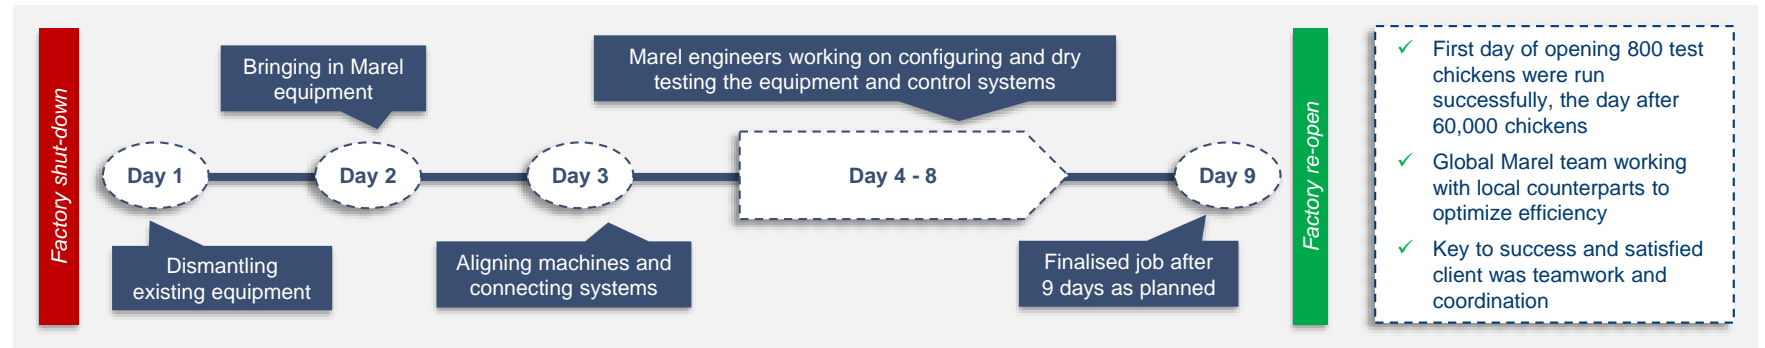 Factory shut-down
Bringing in Marel
equipment
Marel engineers working on configuring and dry
testing the equipment and control systems
Day 1
Day 2
Day 3
Day 4 - 8
Day 9
Dismantling
existing equipment
Aligning machines and
connecting systems
Finalised job after
9 days as planned
Factory re-open
✓ First day of opening 800 test
chickens were run
successfully, the day after
60,000 chickens
✓ Global Marel team working
with local counterparts to
optimize efficiency
✓ Key to success and satisfied
client was teamwork and
coordination